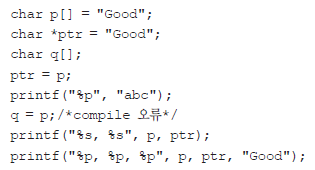 char p[] = "Good";
char *ptr = "Good";
char q[];
ptr = p;
printf("%p", "abc");
q = p;/*compile 오류*/
printf("%s, %s", p, ptr);
printf("%p, %p, %p", p, ptr, "Good");